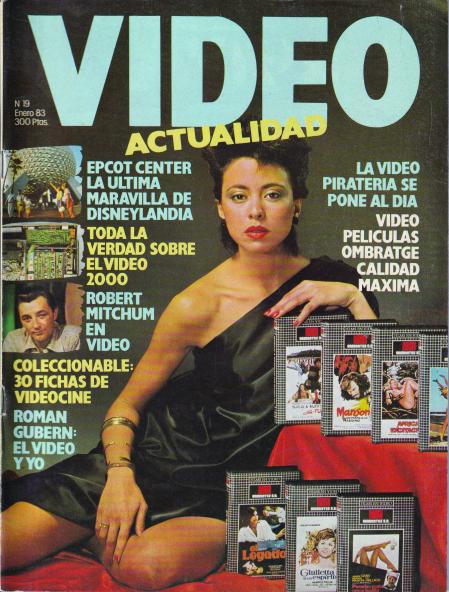 VIDEO
ACTUALIDAD
N 19
Enero 83
300 Ptas.
EPCOT CENTER
LA ULTIMA
MARAVILLA DE
DISNEYLANDIA
TODA LA
VERDAD SOBRE
EL VIDEO
2000
ROBERT
MITCHUM
EN
VIDEO
COLECCIONABLE:
30 FICHAS DE
VIDEOCINE
ROMAN
GUBERN:
EL VIDEO
Y YO
LA VIDEO
PIRATERIA SE
PONE AL DIA
VIDEO
PELICULAS
OMBRATGE
CALIDAD
MAXIMA
el
Legado
Giulietta